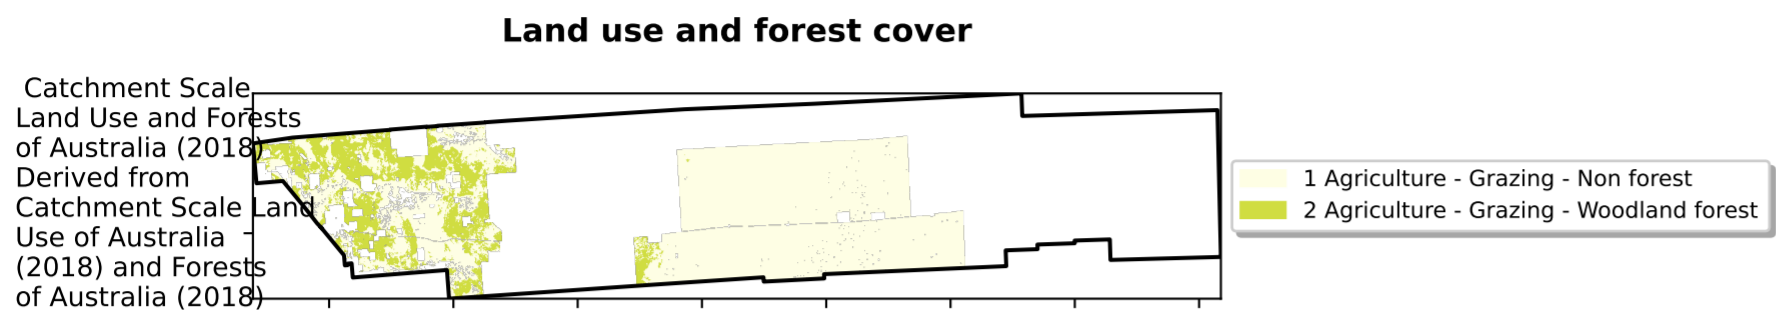 Land use and forest cover
Catchment Scale
Land Use and Forests
of Australia (2018)
Derived from
Catchment Scale Land
Use of Australia
(2018) and Forests
of Australia (2018)
1 Agriculture - Grazing - Non forest
2 Agriculture - Grazing - Woodland forest